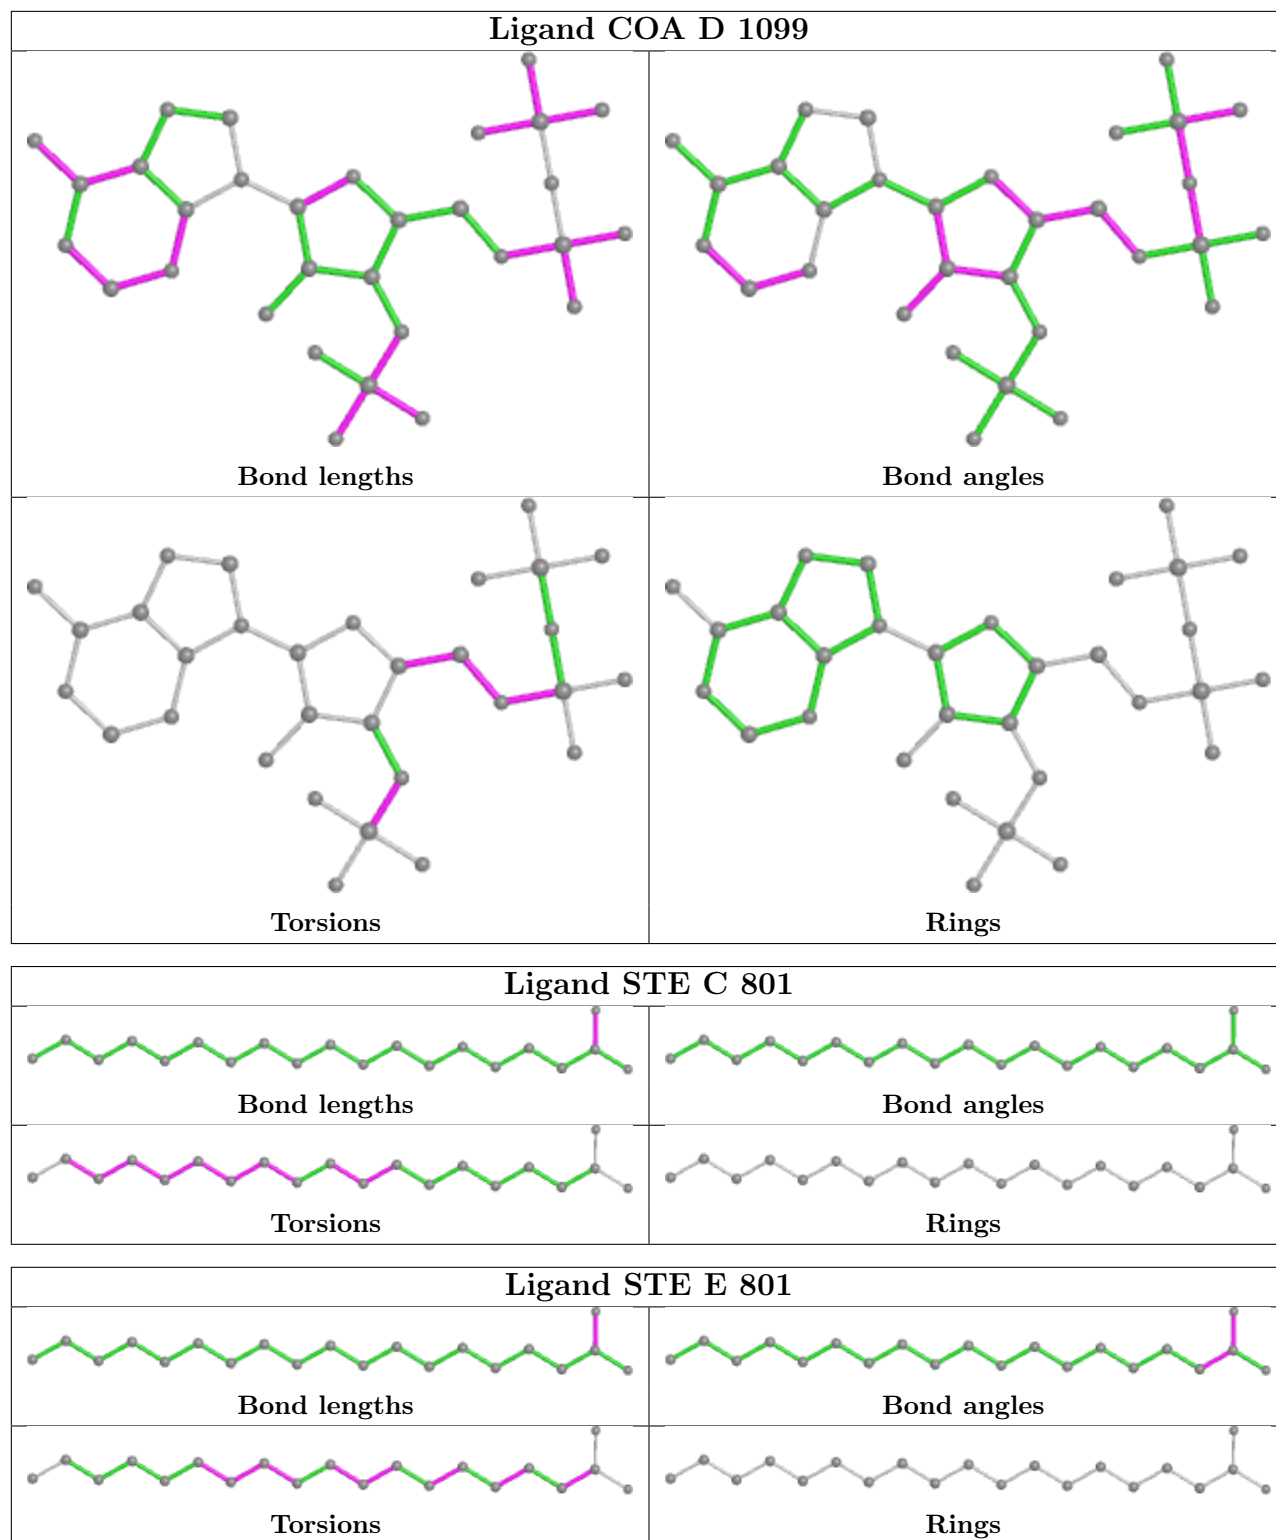 Ligand COA D 1099
Bond lengths
Bond angles
Torsions
Rings
Ligand STE C 801
Bond lengths
Bond angles
Torsions
Rings
Ligand STE E 801
Bond lengths
Bond angles
Torsions
Rings